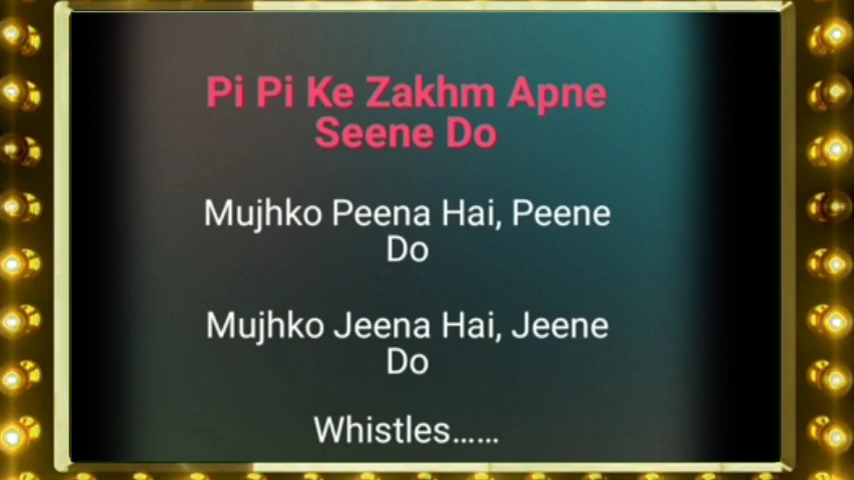 Pi Pi Ke Zakhm Apne
Seene Do
Mujhko Peena Hai, Peene
Do
Mujhko Jeena Hai, Jeene
Do
Whistles……